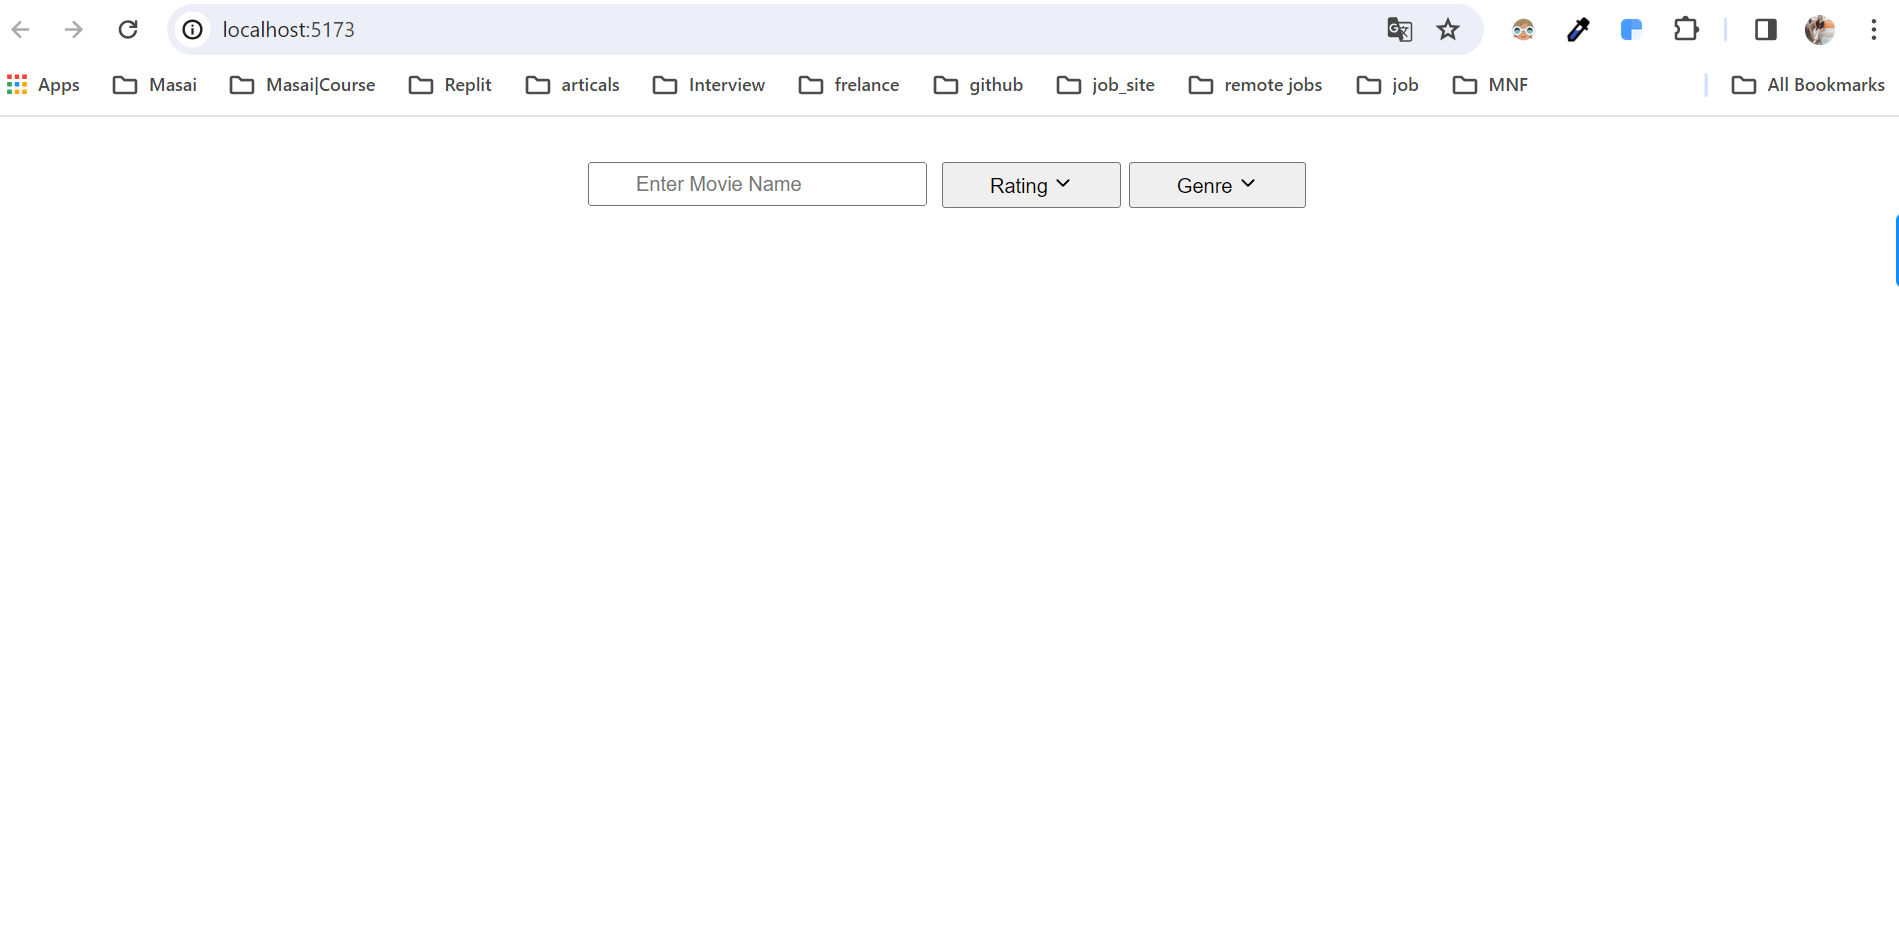 localhost:5173
Apps Masai Masai|Course Replit articals Interview frelance github job_site remote jobs job MNF All Bookmarks
Enter Movie Name Rating Genre